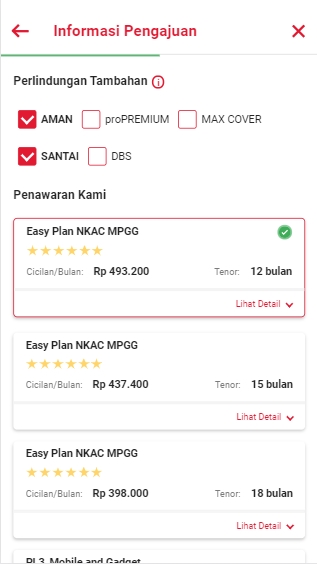 Informasi Pengajuan
Perlindungan Tambahan
AMAN proPREMIUM MAX COVER
SANTAI DBS
Penawaran Kami
Easy Plan NKAC MPGG
Cicilan/Bulan: Rp 493.200 Tenor: 12 bulan
Lihat Detail
Easy Plan NKAC MPGG
Cicilan/Bulan: Rp 437.400 Tenor: 15 bulan
Lihat Detail
Easy Plan NKAC MPGG
Cicilan/Bulan: Rp 398.000 Tenor: 18 bulan
Lihat Detail
PL3, Mobile and Gadget